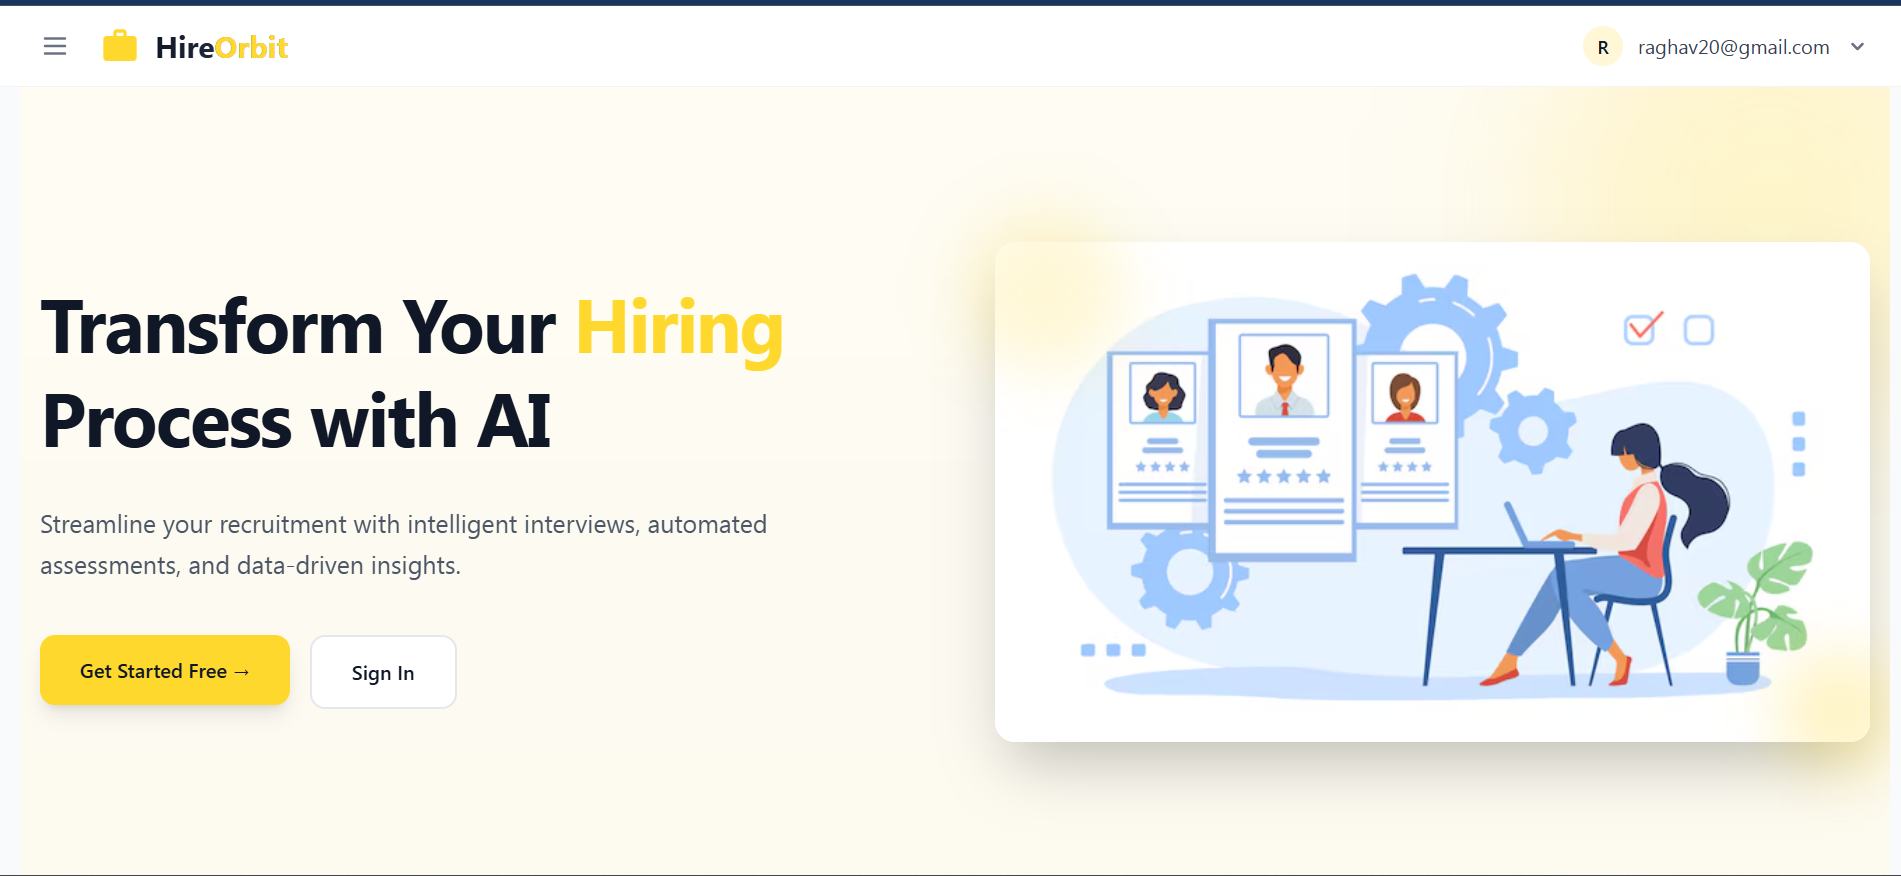 HireOrbit
R raghav20@gmail.com
Transform Your Hiring
Process with AI
Streamline your recruitment with intelligent interviews, automated
assessments, and data-driven insights.
Get Started Free →
Sign In